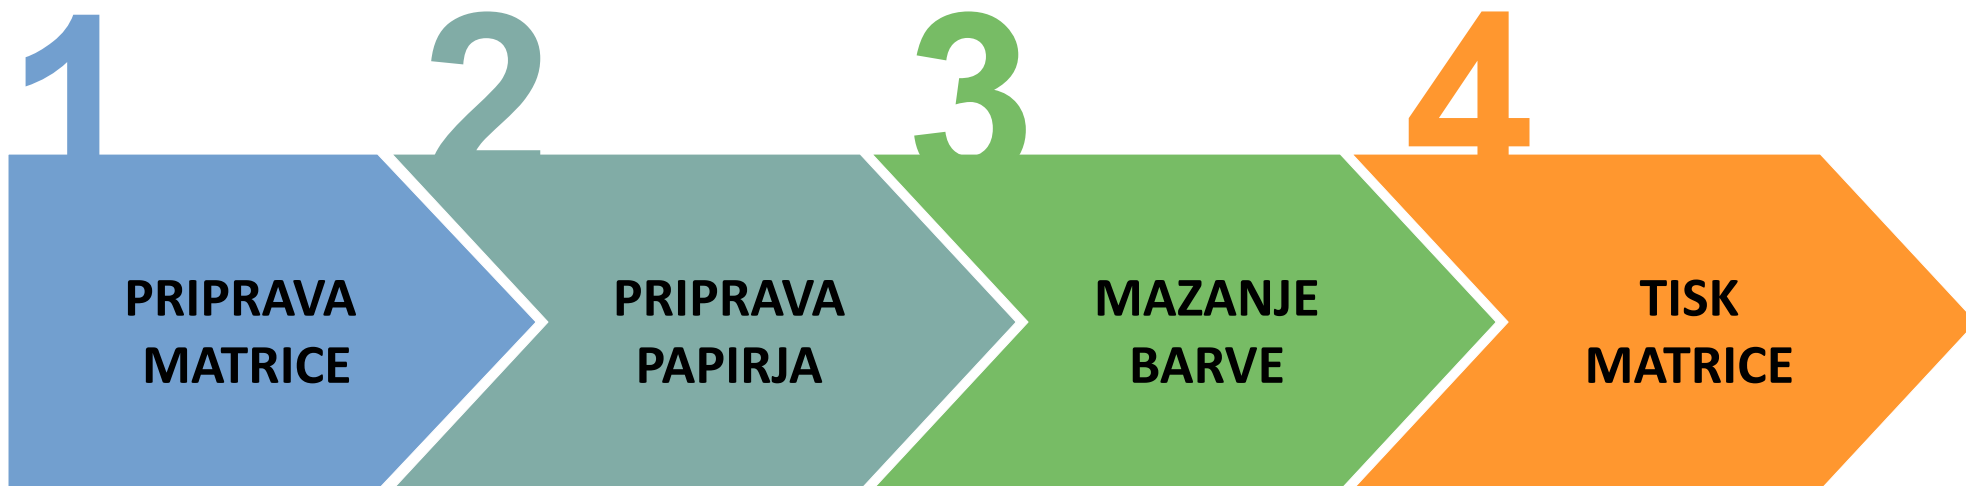 1
PRIPRAVA
MATRICE
2
PRIPRAVA
PAPIRJA
3
MAZANJE
BARVE
4
TISK
MATRICE